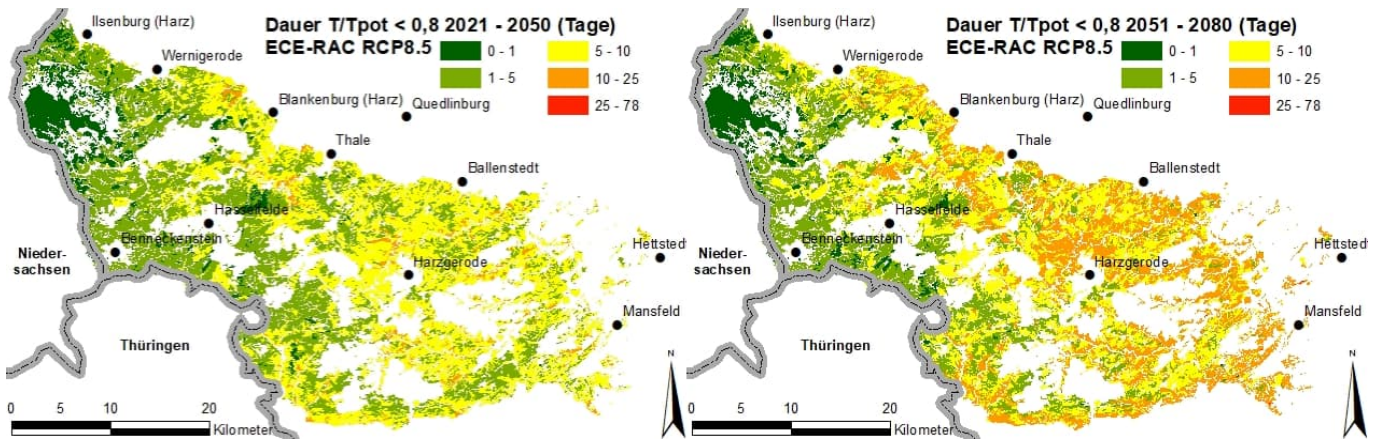 Dauer T/Tpot < 0,8 2021 - 2050 (Tage)
ECE-RAC RCP8.5
0 - 1
1 - 5
5 - 10
10 - 25
25 - 78
Ilsenburg (Harz)
Wernigerode
Blankenburg (Harz)
Quedlinburg
Thale
Ballenstedt
Hasselfelde
Benneckenstein
Nieder-
sachsen
Hettstedt
Harzgerode
Mansfeld
Thüringen
N
0 5 10 20
Kilometer
Dauer T/Tpot < 0,8 2051 - 2080 (Tage)
ECE-RAC RCP8.5
0 - 1
1 - 5
5 - 10
10 - 25
25 - 78
Ilsenburg (Harz)
Wernigerode
Blankenburg (Harz)
Quedlinburg
Thale
Ballenstedt
Hasselfelde
Benneckenstein
Nieder-
sachsen
Hettstedt
Harzgerode
Mansfeld
Thüringen
N
0 5 10 20
Kilometer